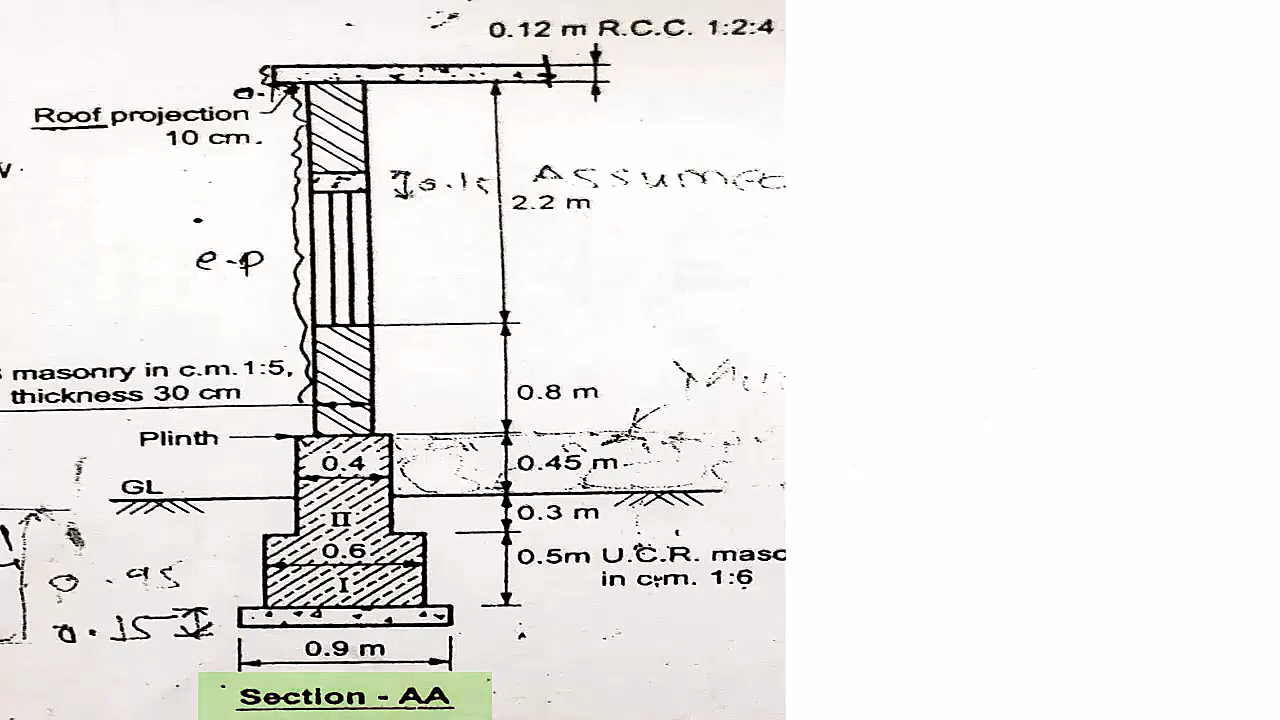 0.12 m R.C.C. 1:2:4
Roof projection
10 cm.
0.15 Assumed
2.2 m
e.p
masonry in c.m. 1:5,
thickness 30 cm
0.8 m
Plinth
0.4
0.45 m
GL
0.3 m
II
0.6
0.5m U.C.R. maso
in c.m. 1:6
I
0.95
0.15
0.9 m
Section - AA